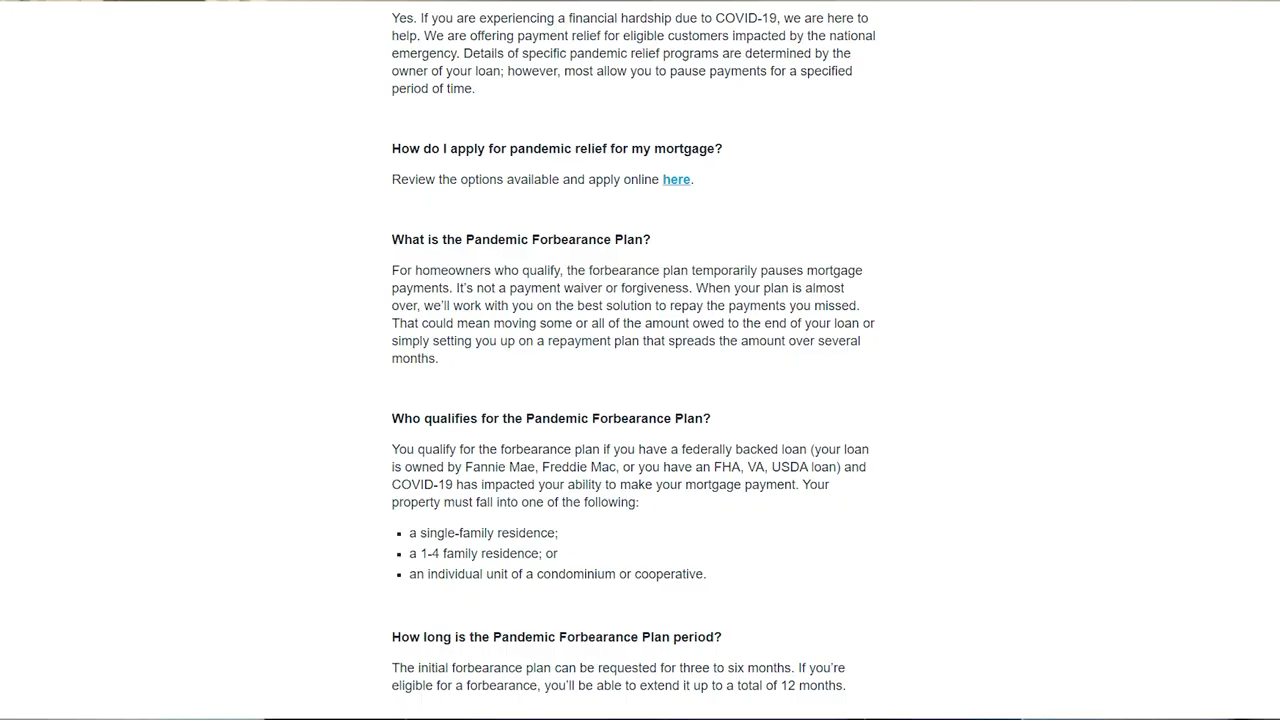 Yes. If you are experiencing a financial hardship due to COVID-19, we are here to
help. We are offering payment relief for eligible customers impacted by the national
emergency. Details of specific pandemic relief programs are determined by the
owner of your loan; however, most allow you to pause payments for a specified
period of time.
How do I apply for pandemic relief for my mortgage?
Review the options available and apply online here.
What is the Pandemic Forbearance Plan?
For homeowners who qualify, the forbearance plan temporarily pauses mortgage
payments. It's not a payment waiver or forgiveness. When your plan is almost
over, we'll work with you on the best solution to repay the payments you missed.
That could mean moving some or all of the amount owed to the end of your loan or
simply setting you up on a repayment plan that spreads the amount over several
months.
Who qualifies for the Pandemic Forbearance Plan?
You qualify for the forbearance plan if you have a federally backed loan (your loan
is owned by Fannie Mae, Freddie Mac, or you have an FHA, VA, USDA loan) and
COVID-19 has impacted your ability to make your mortgage payment. Your
property must fall into one of the following:
▪ a single-family residence;
▪ a 1-4 family residence; or
▪ an individual unit of a condominium or cooperative.
How long is the Pandemic Forbearance Plan period?
The initial forbearance plan can be requested for three to six months. If you're
eligible for a forbearance, you'll be able to extend it up to a total of 12 months.